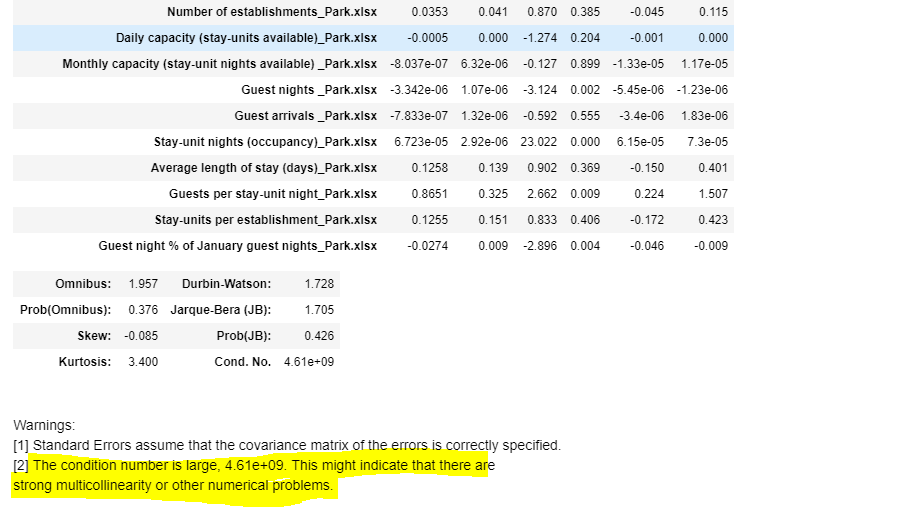 Number of establishments_Park.xlsx 0.0353 0.041 0.870 0.385 -0.045 0.115
Daily capacity (stay-units available)_Park.xlsx -0.0005 0.000 -1.274 0.204 -0.001 0.000
Monthly capacity (stay-unit nights available) _Park.xlsx -8.037e-07 6.32e-06 -0.127 0.899 -1.33e-05 1.17e-05
Guest nights _Park.xlsx -3.342e-06 1.07e-06 -3.124 0.002 -5.45e-06 -1.23e-06
Guest arrivals _Park.xlsx -7.833e-07 1.32e-06 -0.592 0.555 -3.4e-06 1.83e-06
Stay-unit nights (occupancy)_Park.xlsx 6.723e-05 2.92e-06 23.022 0.000 6.15e-05 7.3e-05
Average length of stay (days)_Park.xlsx 0.1258 0.139 0.902 0.369 -0.150 0.401
Guests per stay-unit night_Park.xlsx 0.8651 0.325 2.662 0.009 0.224 1.507
Stay-units per establishment_Park.xlsx 0.1255 0.151 0.833 0.406 -0.172 0.423
Guest night % of January guest nights_Park.xlsx -0.0274 0.009 -2.896 0.004 -0.046 -0.009
Omnibus: 1.957 Durbin-Watson: 1.728
Prob(Omnibus): 0.376 Jarque-Bera (JB): 1.705
Skew: -0.085 Prob(JB): 0.426
Kurtosis: 3.400 Cond. No. 4.61e+09
Warnings:
[1] Standard Errors assume that the covariance matrix of the errors is correctly specified.
[2] The condition number is large, 4.61e+09. This might indicate that there are
strong multicollinearity or other numerical problems.